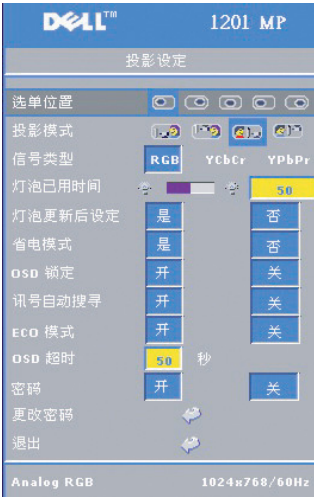 DELL™ 1201 MP
投影设定
选单位置
投影模式
信号类型 RGB YCbCr YPbPr
灯泡已用时间 50
灯泡更新后设定 是 否
省电模式 是 否
OSD 锁定 开 关
讯号自动搜寻 开 关
ECO 模式 开 关
OSD 超时 50 秒
密码 开 关
更改密码
退出
Analog RGB 1024x768/60Hz